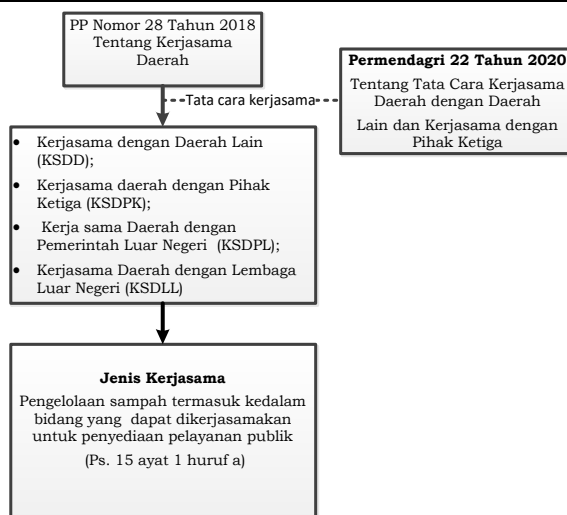 PP Nomor 28 Tahun 2018
Tentang Kerjasama
Daerah
Permendagri 22 Tahun 2020
Tentang Tata Cara Kerjasama
Daerah dengan Daerah
Lain dan Kerjasama dengan
Pihak Ketiga
Tata cara kerjasama
• Kerjasama dengan Daerah Lain
(KSDD);
• Kerjasama daerah dengan Pihak
Ketiga (KSDPK);
• Kerja sama Daerah dengan
Pemerintah Luar Negeri (KSDPL);
• Kerjasama Daerah dengan Lembaga
Luar Negeri (KSDLL)
Jenis Kerjasama
Pengelolaan sampah termasuk kedalam
bidang yang dapat dikerjasamakan
untuk penyediaan pelayanan publik
(Ps. 15 ayat 1 huruf a)